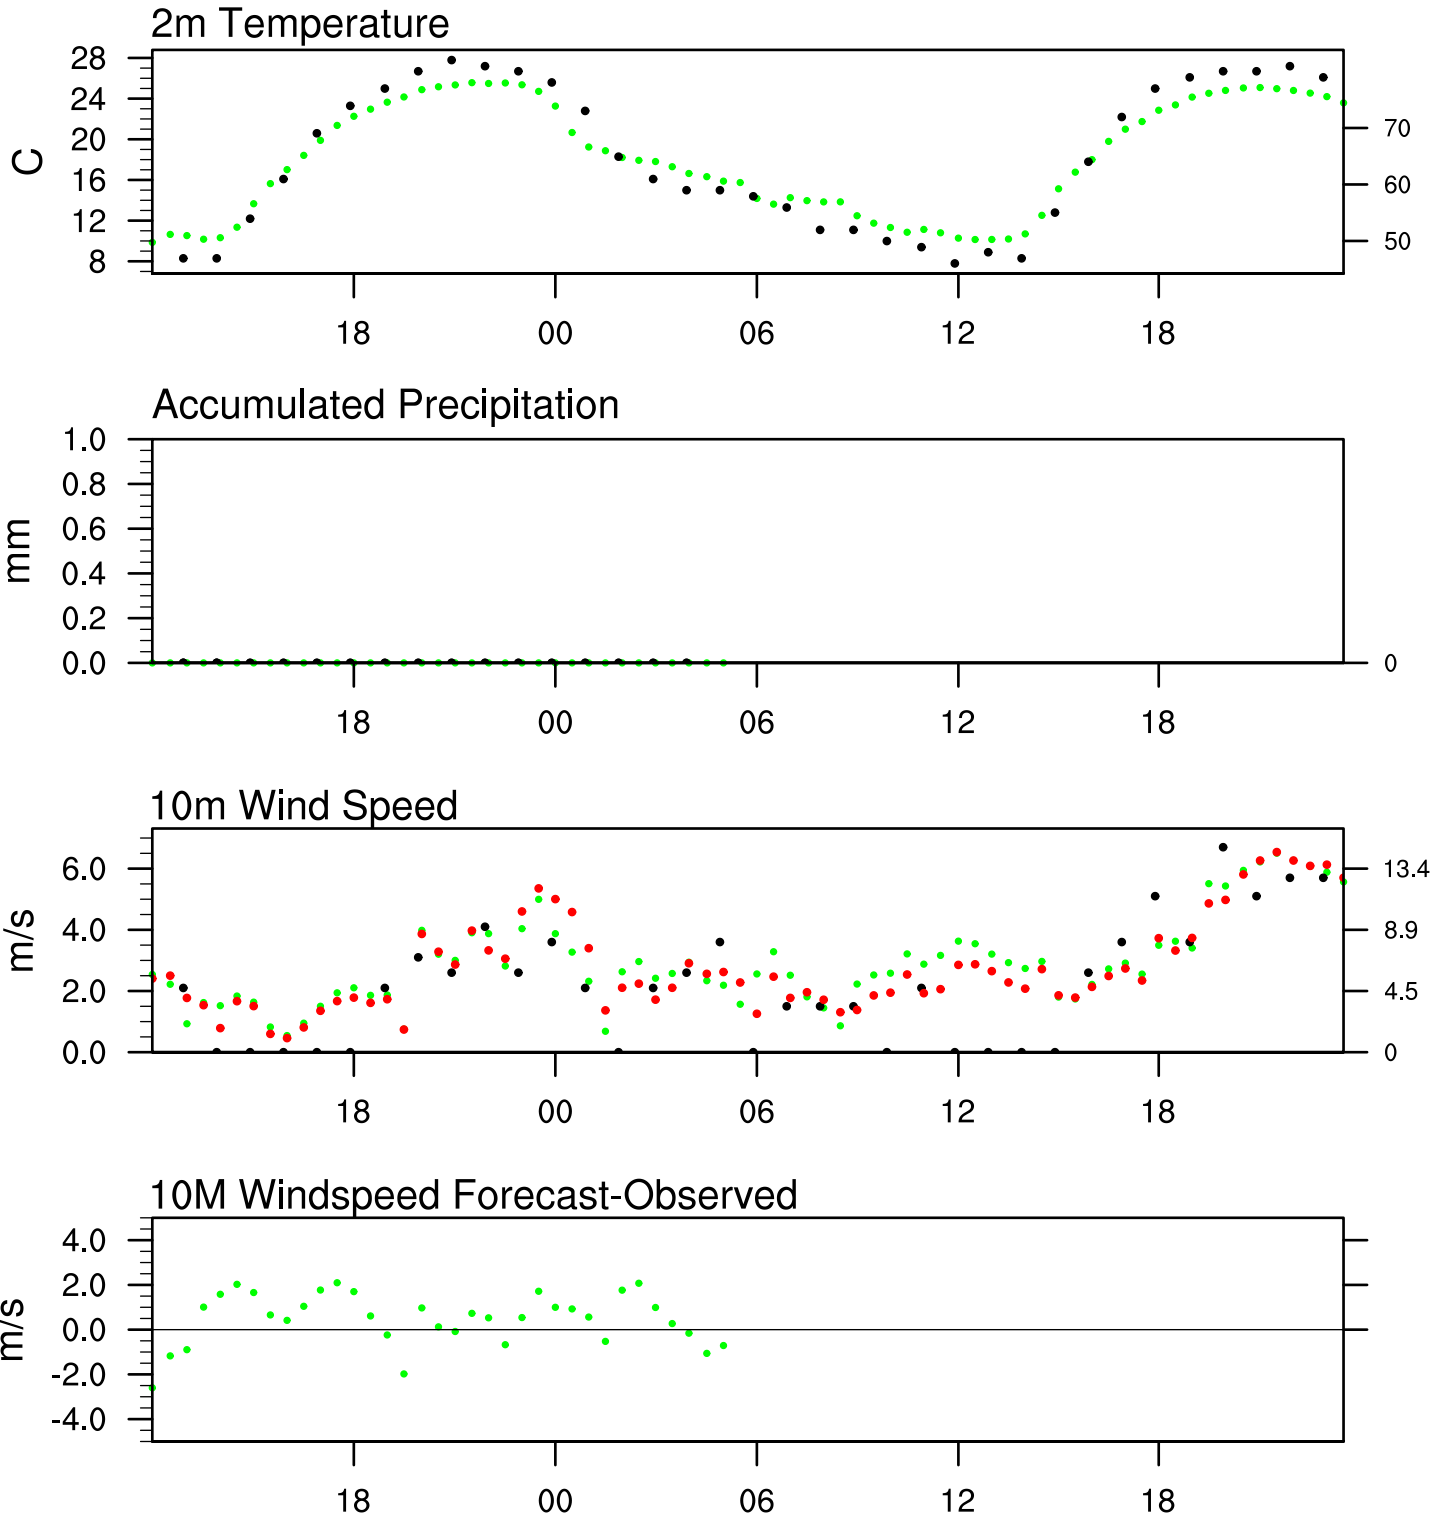 2m Temperature
28
24
20
16
12
8
C
70
60
50
18 00 06 12 18
Accumulated Precipitation
1.0
0.8
0.6
0.4
0.2
0.0
mm
0
18 00 06 12 18
10m Wind Speed
6.0
4.0
2.0
0.0
m/s
13.4
8.9
4.5
0
18 00 06 12 18
10M Windspeed Forecast-Observed
4.0
2.0
0.0
-2.0
-4.0
m/s
18 00 06 12 18